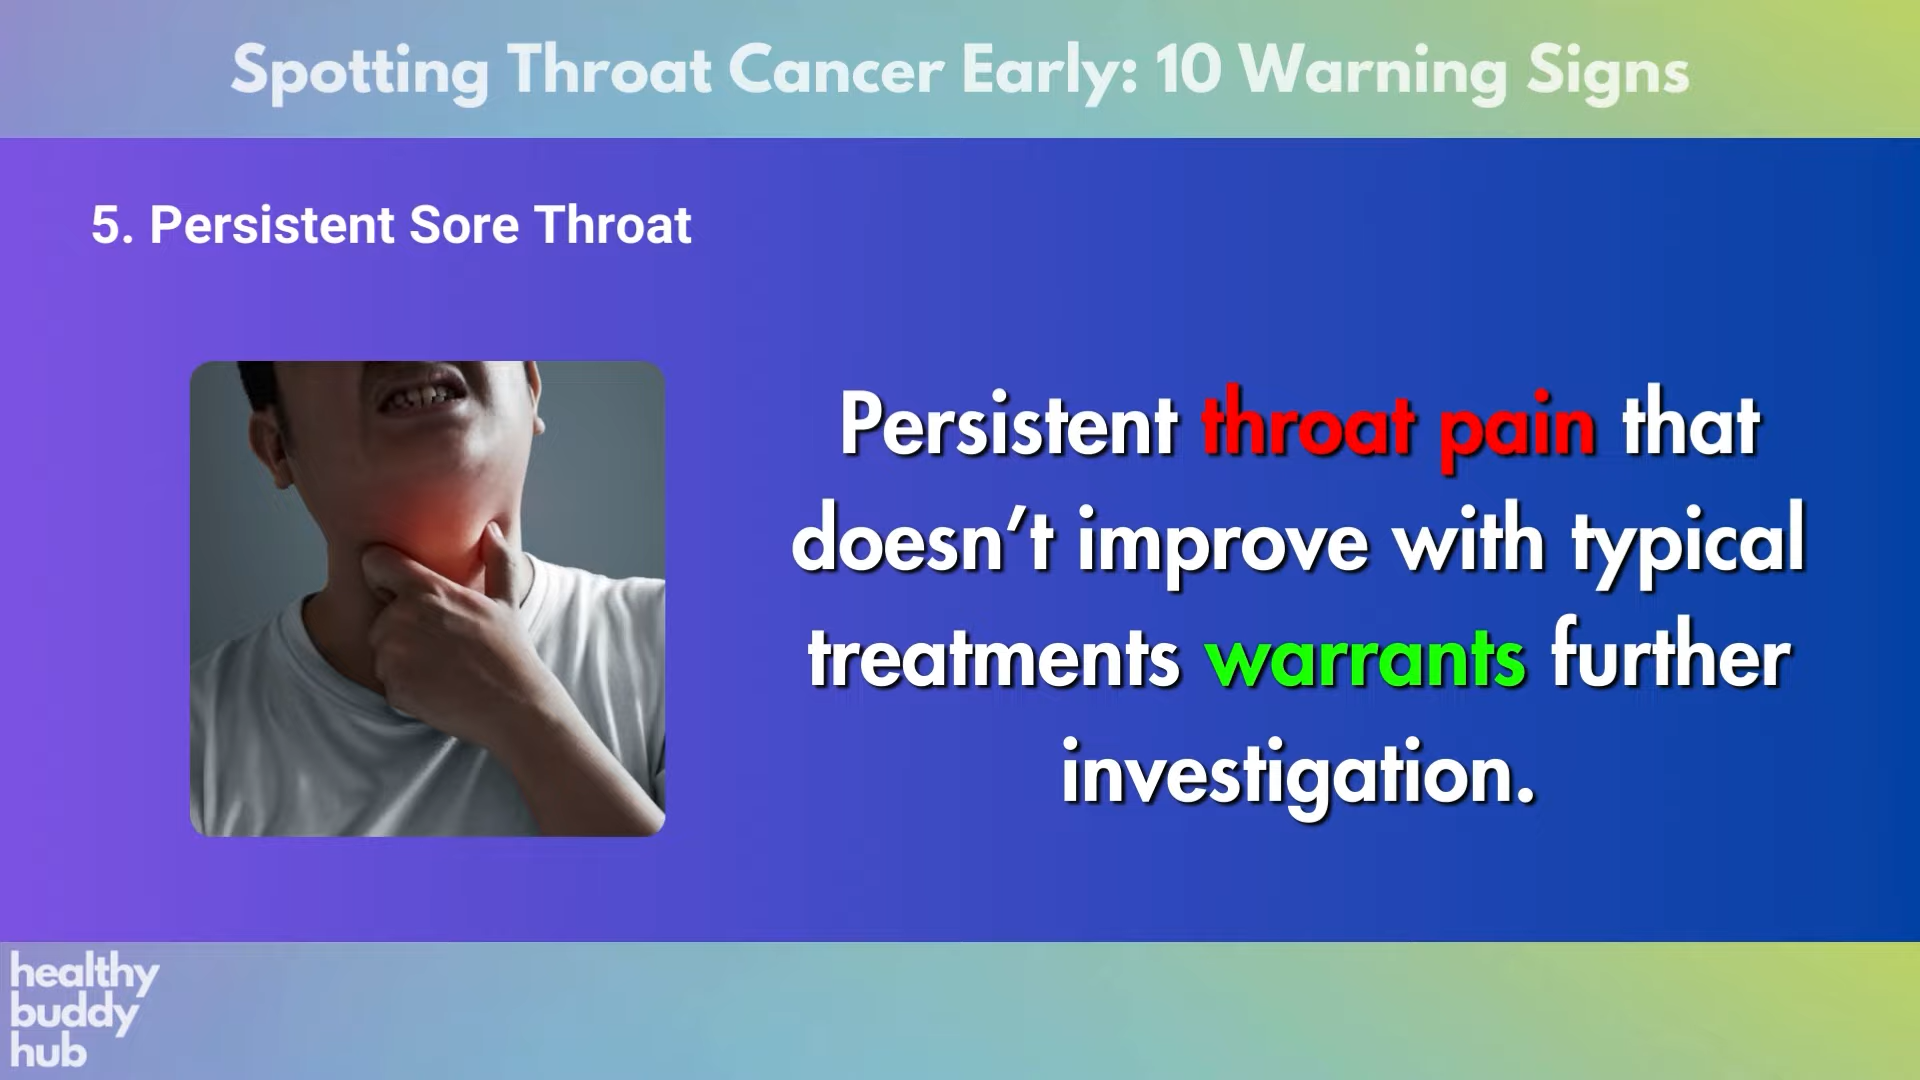 Spotting Throat Cancer Early: 10 Warning Signs
5. Persistent Sore Throat
Persistent throat pain that
doesn’t improve with typical
treatments warrants further
investigation.
healthy
buddy
hub